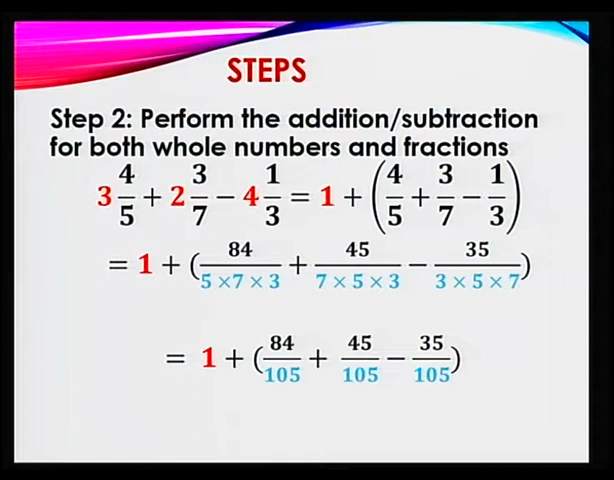 STEPS
Step 2: Perform the addition/subtraction
for both whole numbers and fractions
3 4/5 + 2 3/7 − 4 1/3 = 1 + (4/5 + 3/7 − 1/3)
= 1 + (84/5 ×7 × 3 + 45/7 × 5 × 3 − 35/3 × 5 × 7)
= 1 + (84/105 + 45/105 − 35/105)